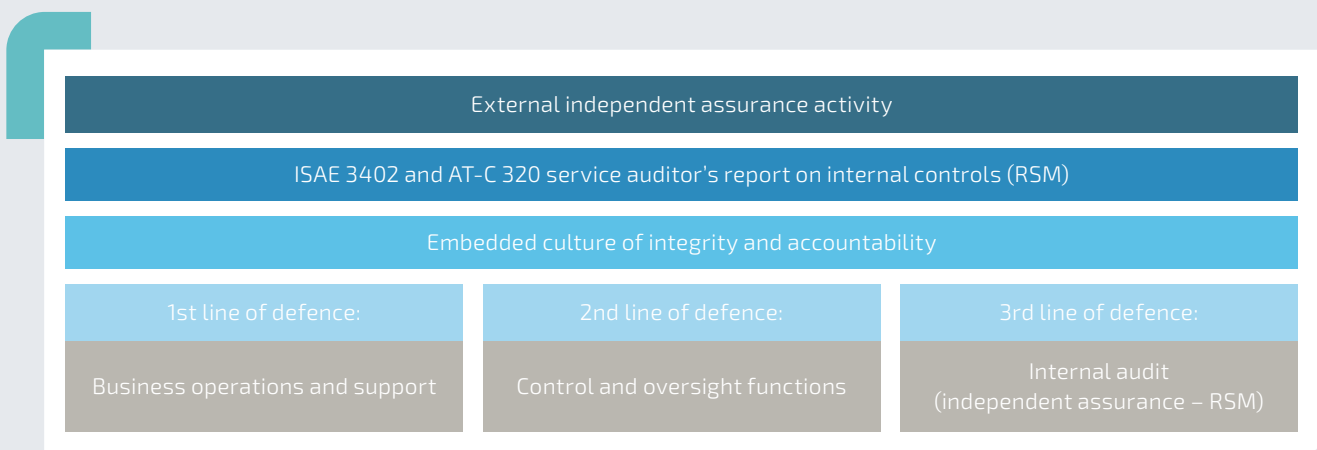 External independent assurance activity
ISAE 3402 and AT-C 320 service auditor’s report on internal controls (RSM)
Embedded culture of integrity and accountability
1st line of defence:
Business operations and support
2nd line of defence:
Control and oversight functions
3rd line of defence:
Internal audit
(independent assurance – RSM)